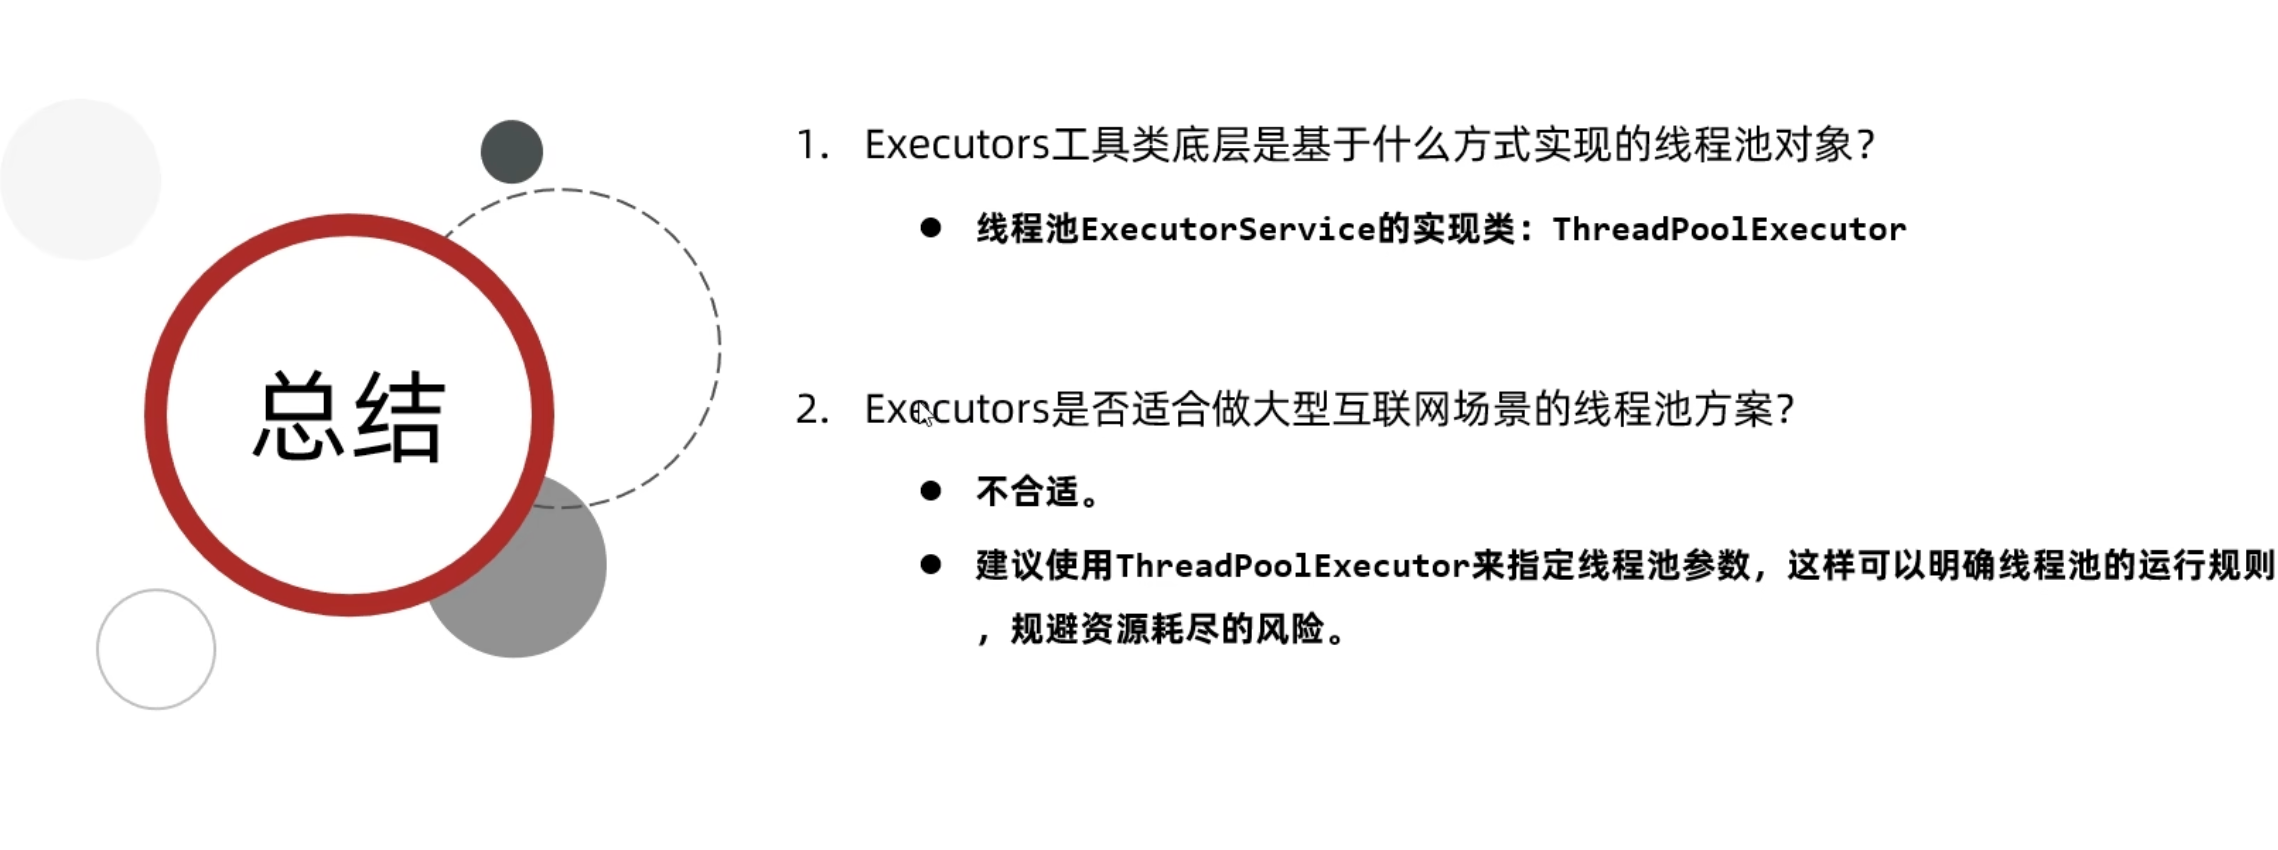 总结
1. Executors工具类底层是基于什么方式实现的线程池对象？
● 线程池ExecutorService的实现类：ThreadPoolExecutor
2. Executors是否适合做大型互联网场景的线程池方案？
● 不合适。
● 建议使用ThreadPoolExecutor来指定线程池参数，这样可以明确线程池的运行规则
，规避资源耗尽的风险。